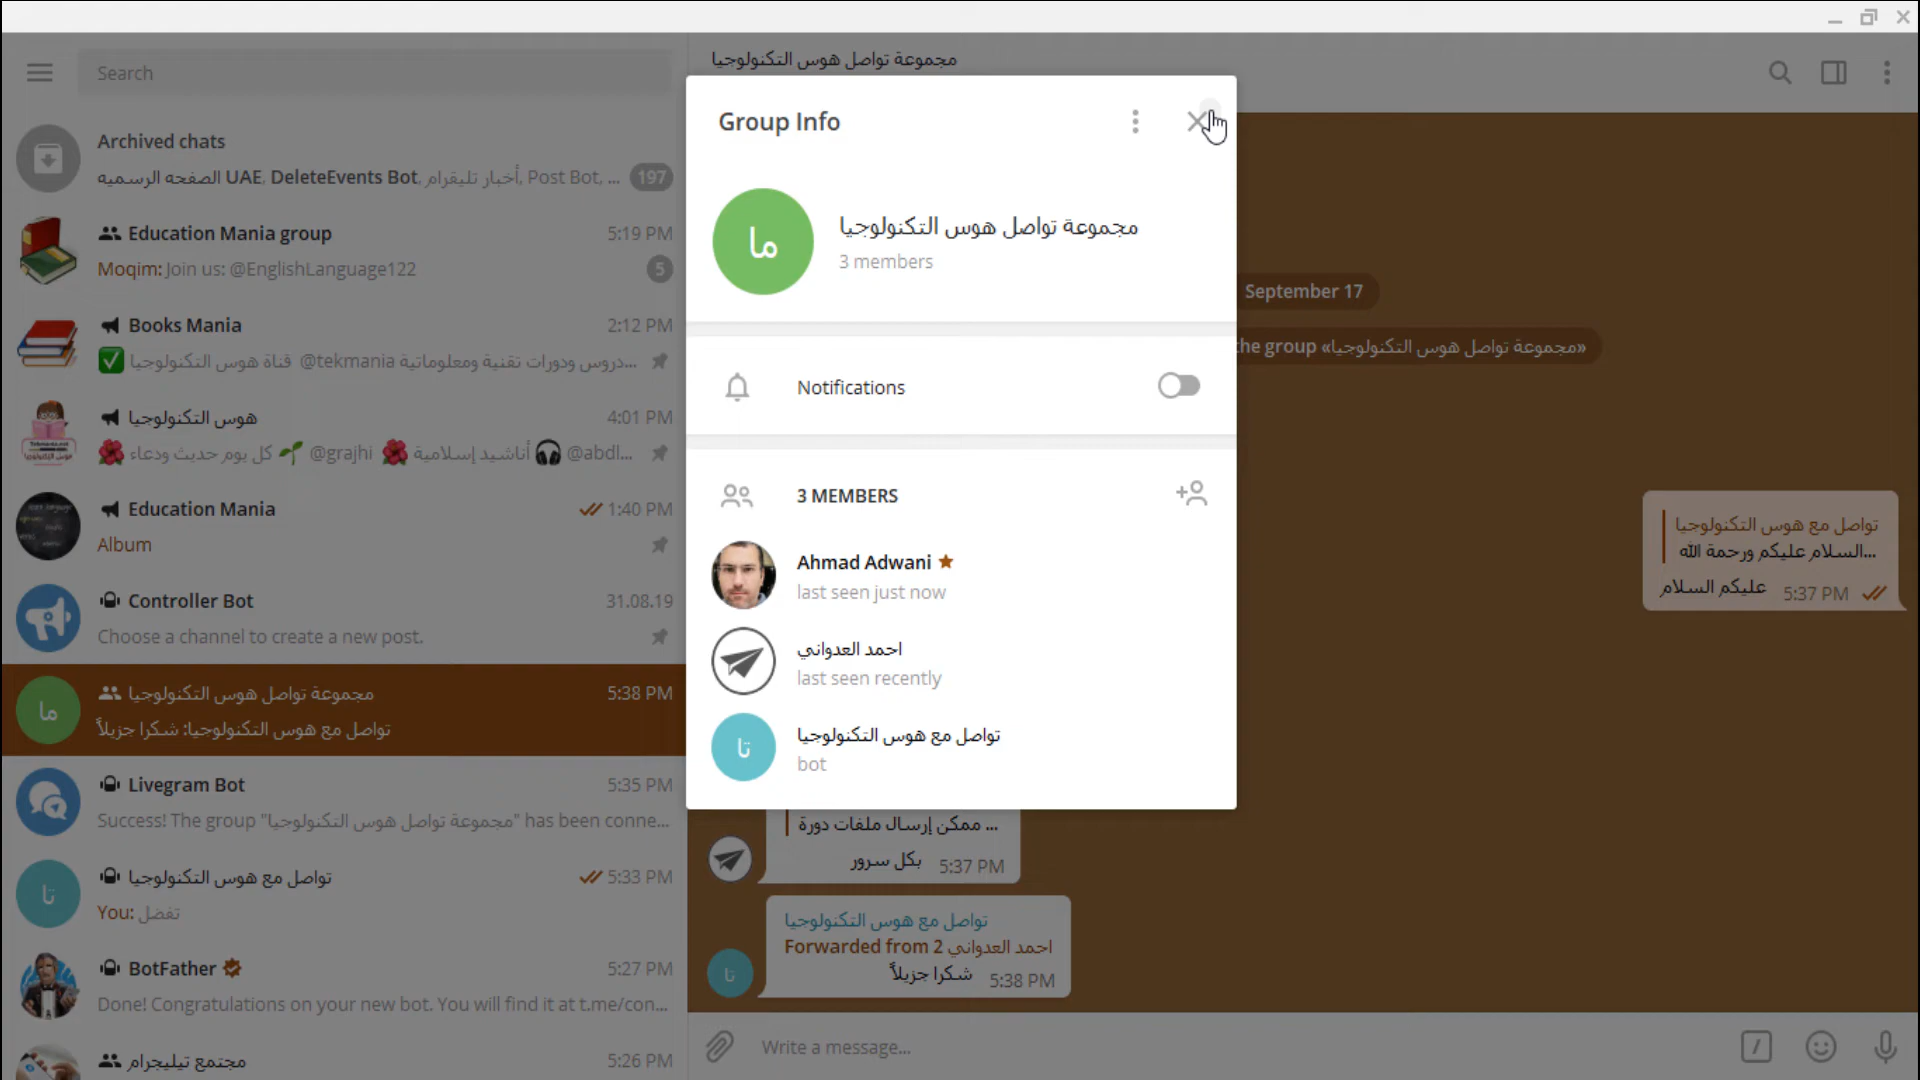 Search
Archived chats
الصفحه الرسميه UAE, DeleteEvents Bot, أخبار تليقرام, Post Bot, ... 197
Education Mania group 5:19 PM
Moqim: Join us: @EnglishLanguage122 5
Books Mania 2:12 PM
✅ قناة هوس التكنولوجيا @tekmania دروس ودورات تقنية ومعلوماتية...
هوس التكنولوجيا 4:01 PM
🌺 كل يوم حديث ودعاء 🌱 @grajhi 🌺 أناشيد إسلامية 🎧 @abdl...
Education Mania 1:40 PM
Album
Controller Bot 31.08.19
Choose a channel to create a new post.
ما
مجموعة تواصل هوس التكنولوجيا 5:38 PM
تواصل مع هوس التكنولوجيا: شكرا جزيلاً
Livegram Bot 5:35 PM
Success! The group "مجموعة تواصل هوس التكنولوجيا" has been conne...
تا
تواصل مع هوس التكنولوجيا 5:33 PM
You: تفضل
BotFather 5:27 PM
Done! Congratulations on your new bot. You will find it at t.me/con...
مجتمع تيليجرام 5:26 PM
مجموعة تواصل هوس التكنولوجيا
Group Info
ما
مجموعة تواصل هوس التكنولوجيا
3 members
Notifications
3 MEMBERS
Ahmad Adwani
last seen just now
احمد العدواني
last seen recently
تا
تواصل مع هوس التكنولوجيا
bot
September 17
the group «مجموعة تواصل هوس التكنولوجيا»
تواصل مع هوس التكنولوجيا
السلام عليكم ورحمة الله...
عليكم السلام 5:37 PM
ممكن إرسال ملفات دورة ...
بكل سرور 5:37 PM
تواصل مع هوس التكنولوجيا
Forwarded from 2 احمد العدواني
تا
شكرا جزيلاً 5:38 PM
Write a message...